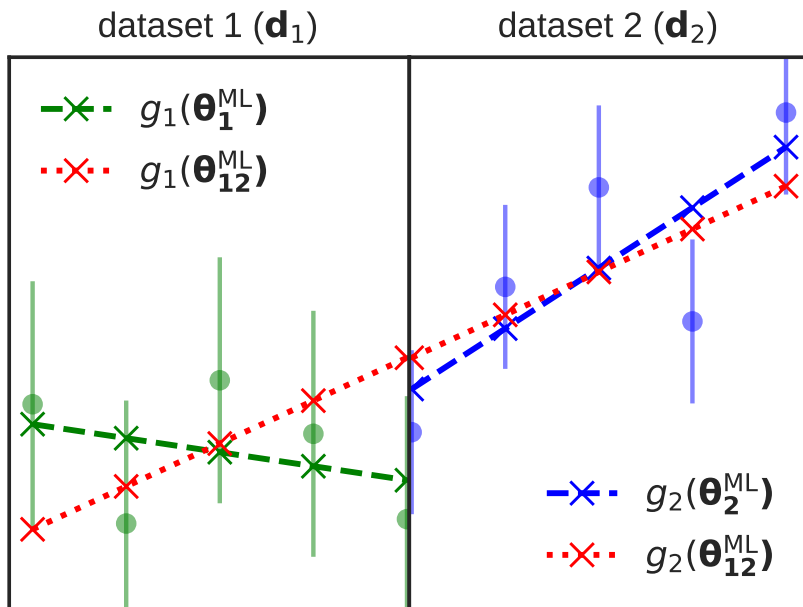 dataset 1 (𝐝₁)
dataset 2 (𝐝₂)
g₁(𝛉₁ᴹᴸ)
g₁(𝛉₁₂ᴹᴸ)
g₂(𝛉₂ᴹᴸ)
g₂(𝛉₁₂ᴹᴸ)